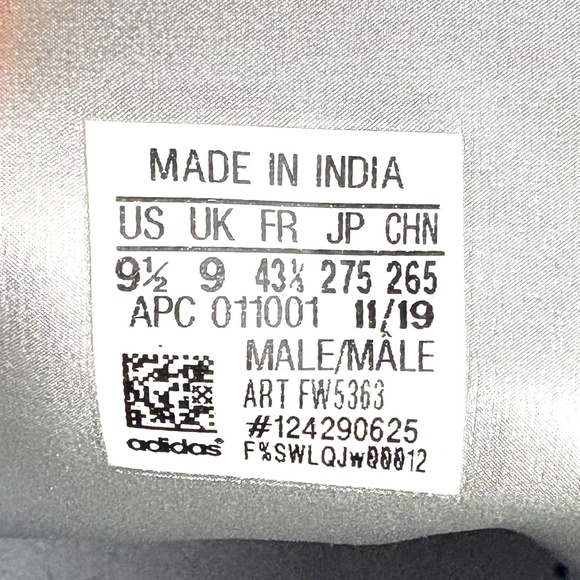 MADE IN INDIA
US UK FR JP CHN
9½ 9 43⅓ 275 265
APC 011001 11/19
MALE/MÂLE
ART FW5363
#124290625
adidas